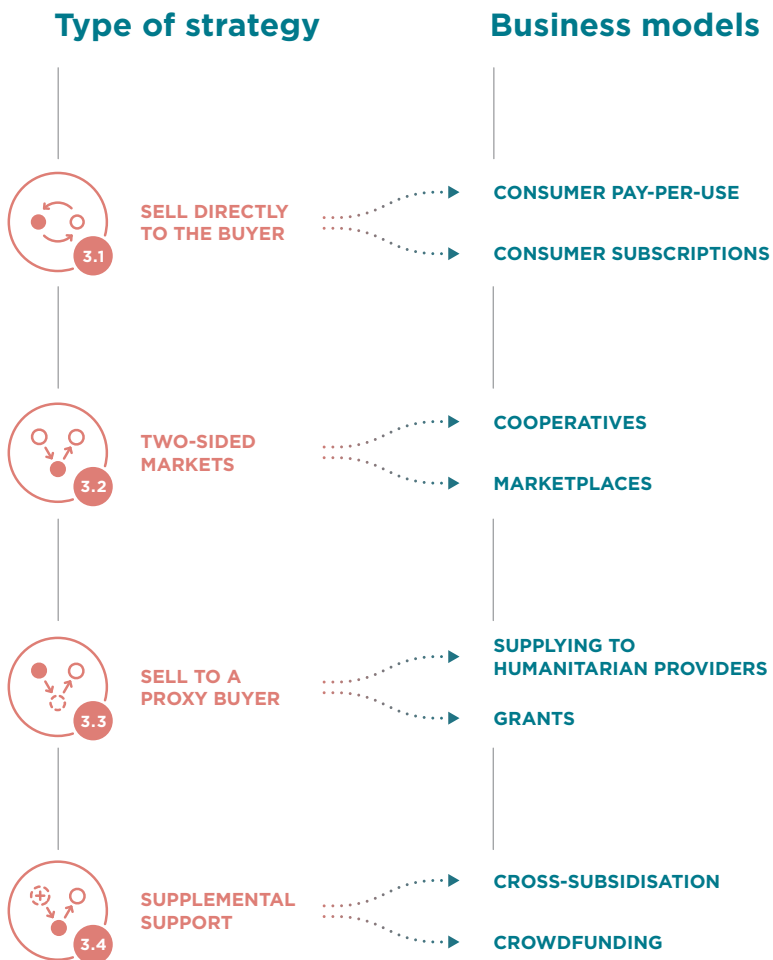 Type of strategy
Business models
SELL DIRECTLY
TO THE BUYER
3.1
CONSUMER PAY-PER-USE
CONSUMER SUBSCRIPTIONS
TWO-SIDED
MARKETS
3.2
COOPERATIVES
MARKETPLACES
SELL TO A
PROXY BUYER
3.3
SUPPLYING TO
HUMANITARIAN PROVIDERS
GRANTS
SUPPLEMENTAL
SUPPORT
3.4
CROSS-SUBSIDISATION
CROWDFUNDING